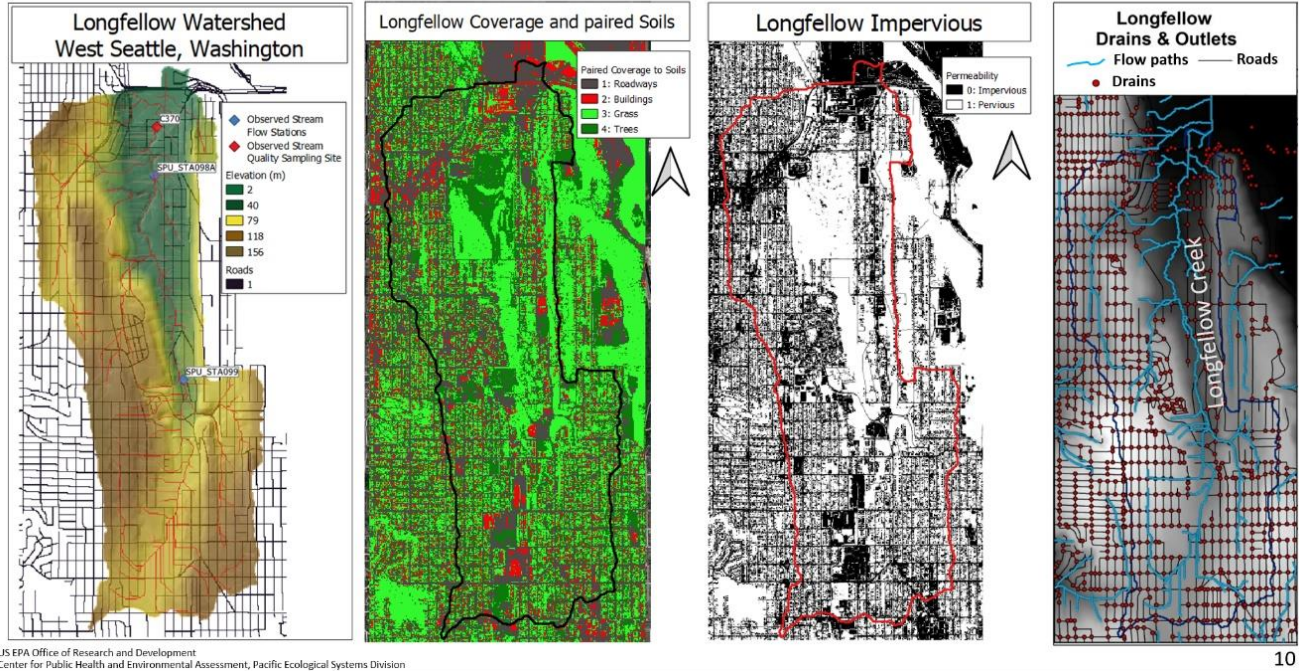 Longfellow Watershed
West Seattle, Washington
C370
SPU_STA098A
SPU_STA099
Observed Stream
Flow Stations
Observed Stream
Quality Sampling Site
Elevation (m)
2
40
79
118
156
Roads
1
Longfellow Coverage and paired Soils
Paired Coverage to Soils
1: Roadways
2: Buildings
3: Grass
4: Trees
Longfellow Impervious
Permeability
0: Impervious
1: Pervious
Longfellow
Drains & Outlets
Flow paths
Roads
Drains
Longfellow Creek
US EPA Office of Research and Development
Center for Public Health and Environmental Assessment, Pacific Ecological Systems Division
10